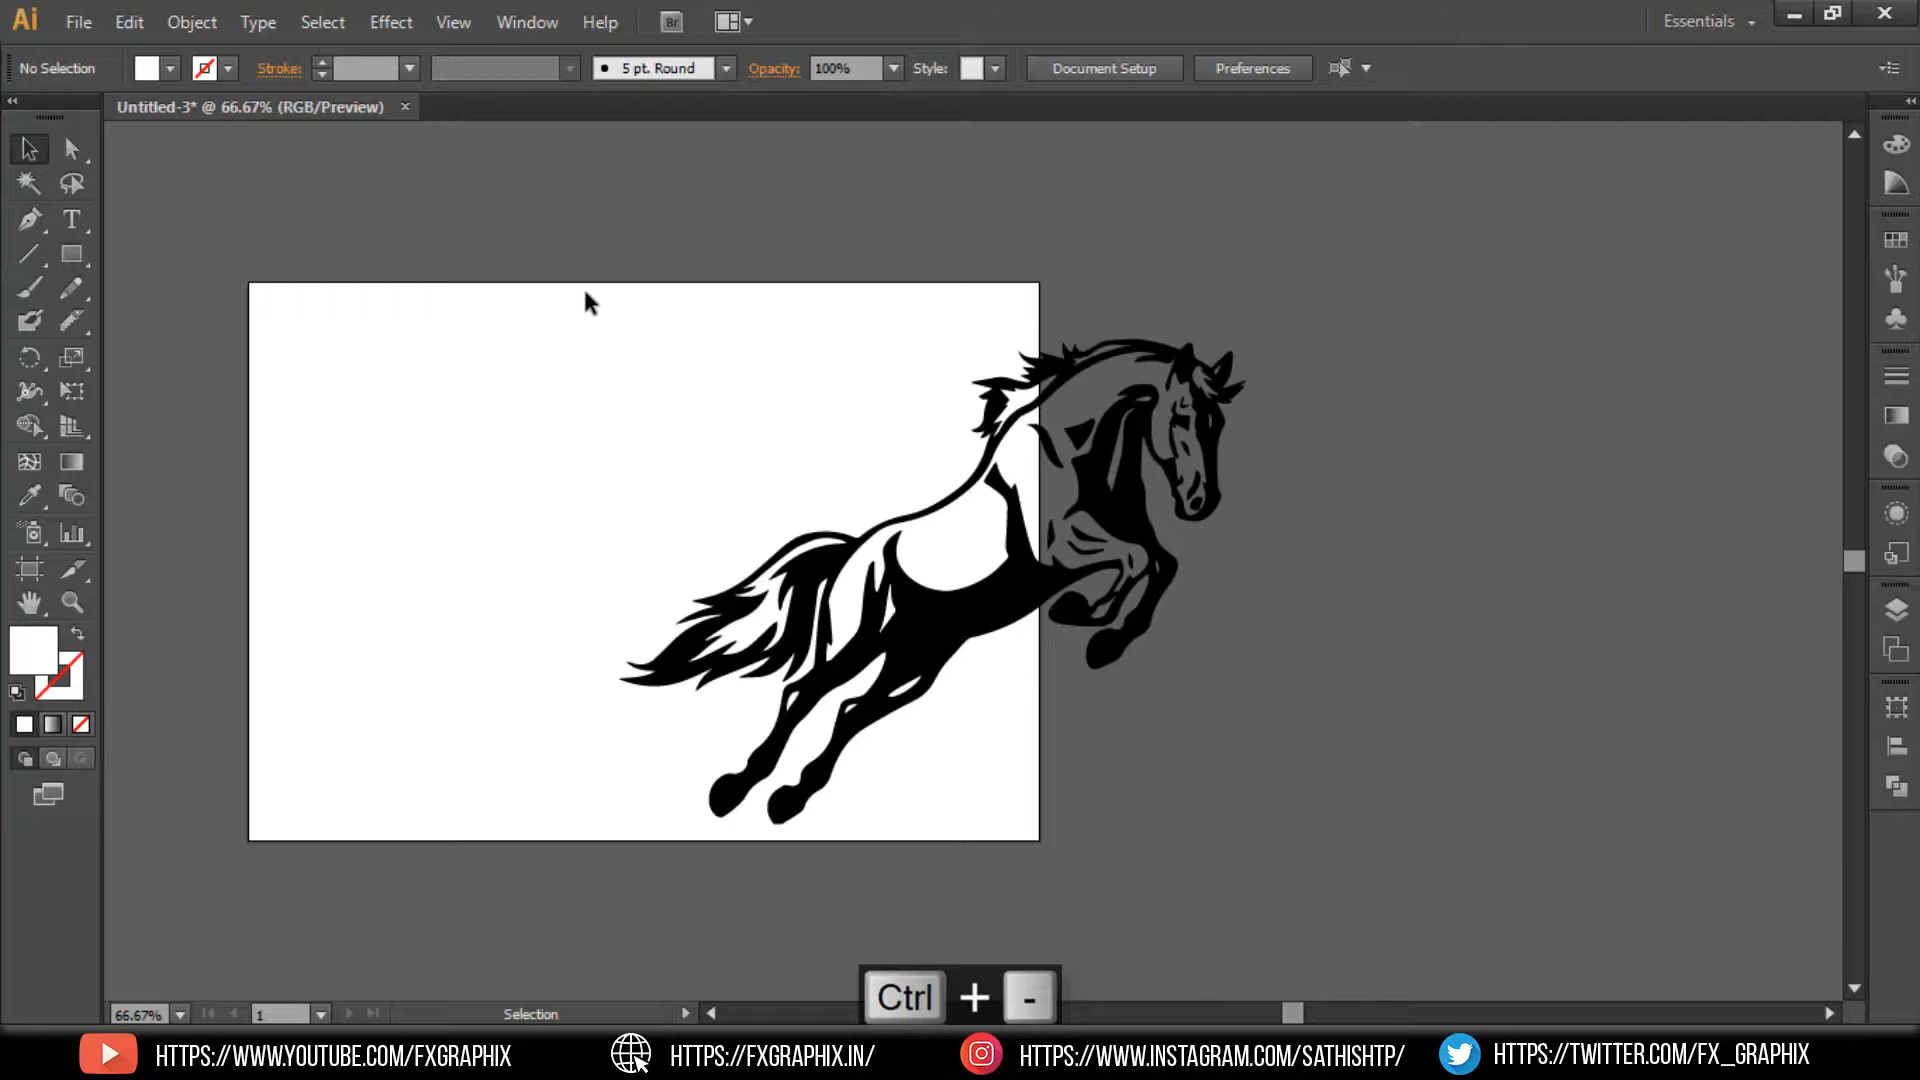 Ai File Edit Object Type Select Effect View Window Help Br Essentials
No Selection Stroke: 5 pt. Round Opacity: 100% Style: Document Setup Preferences
Untitled-3* @ 66.67% (RGB/Preview) ×
T
66.67% 1 Selection
Ctrl + -
HTTPS://WWW.YOUTUBE.COM/FXGRAPHIX HTTPS://FXGRAPHIX.IN/ HTTPS://WWW.INSTAGRAM.COM/SATHISHTP/ HTTPS://TWITTER.COM/FX_GRAPHIX